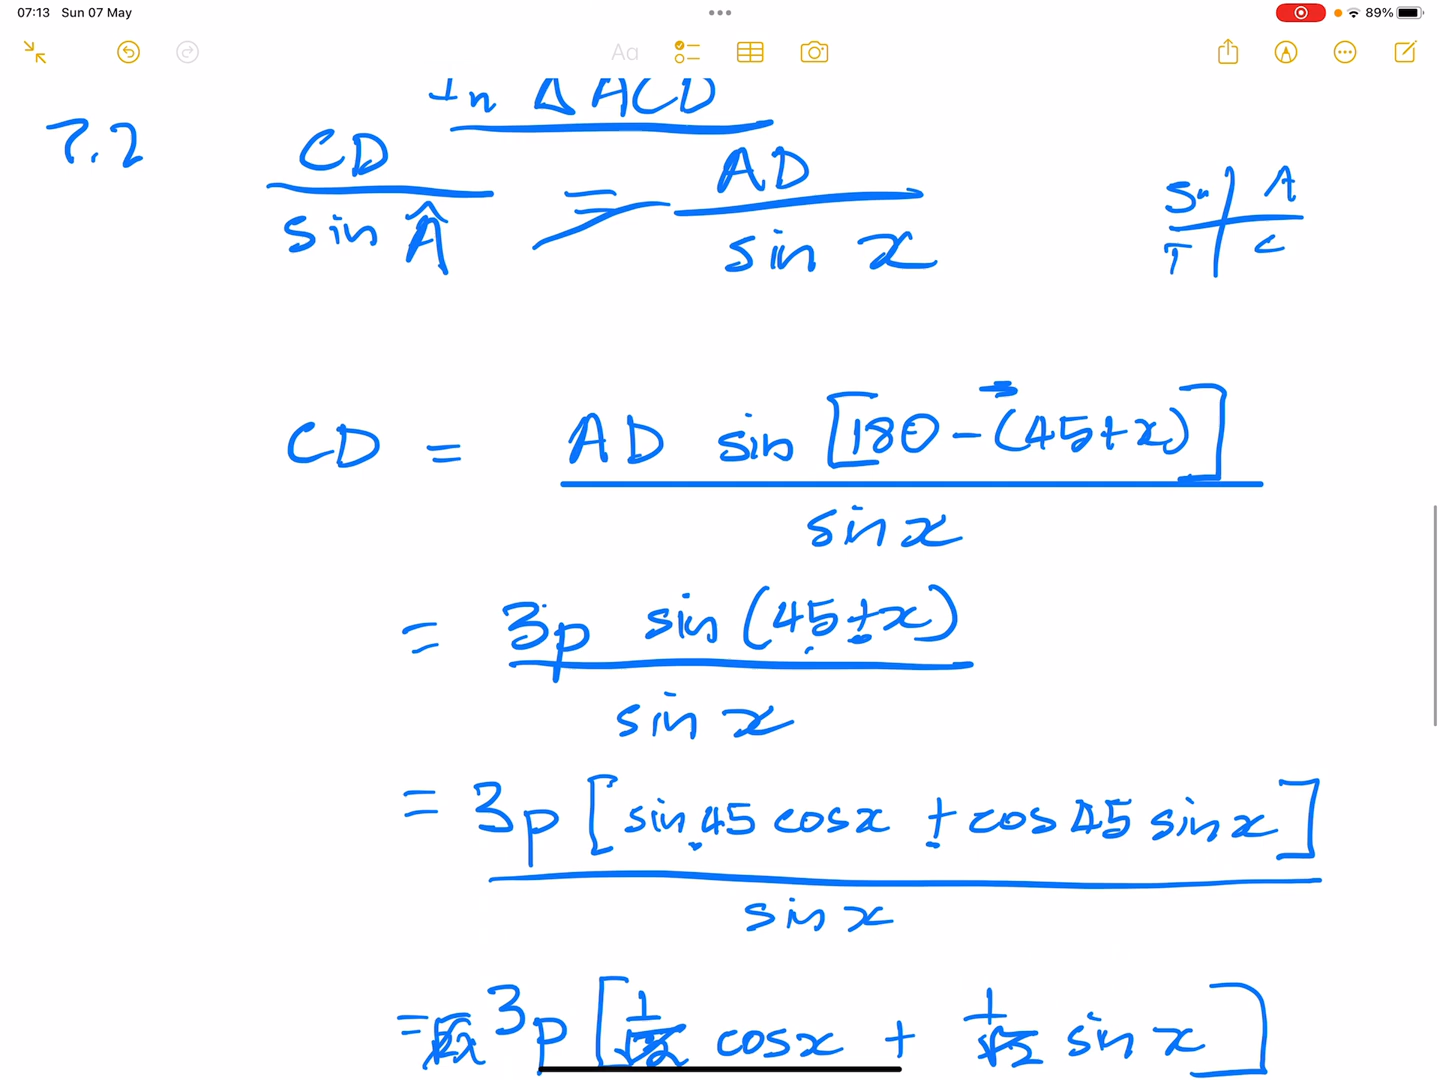 07:13 Sun 07 May 89%
Aa
In Δ ACD
7.2 CD / sin Â = AD / sin x
S A
T C
CD = AD sin [180 - (45 + x)] / sin x
= 3p sin (45 + x) / sin x
= 3p [sin 45 cos x + cos 45 sin x] / sin x
= 3p [1/√2 cos x + 1/√2 sin x]